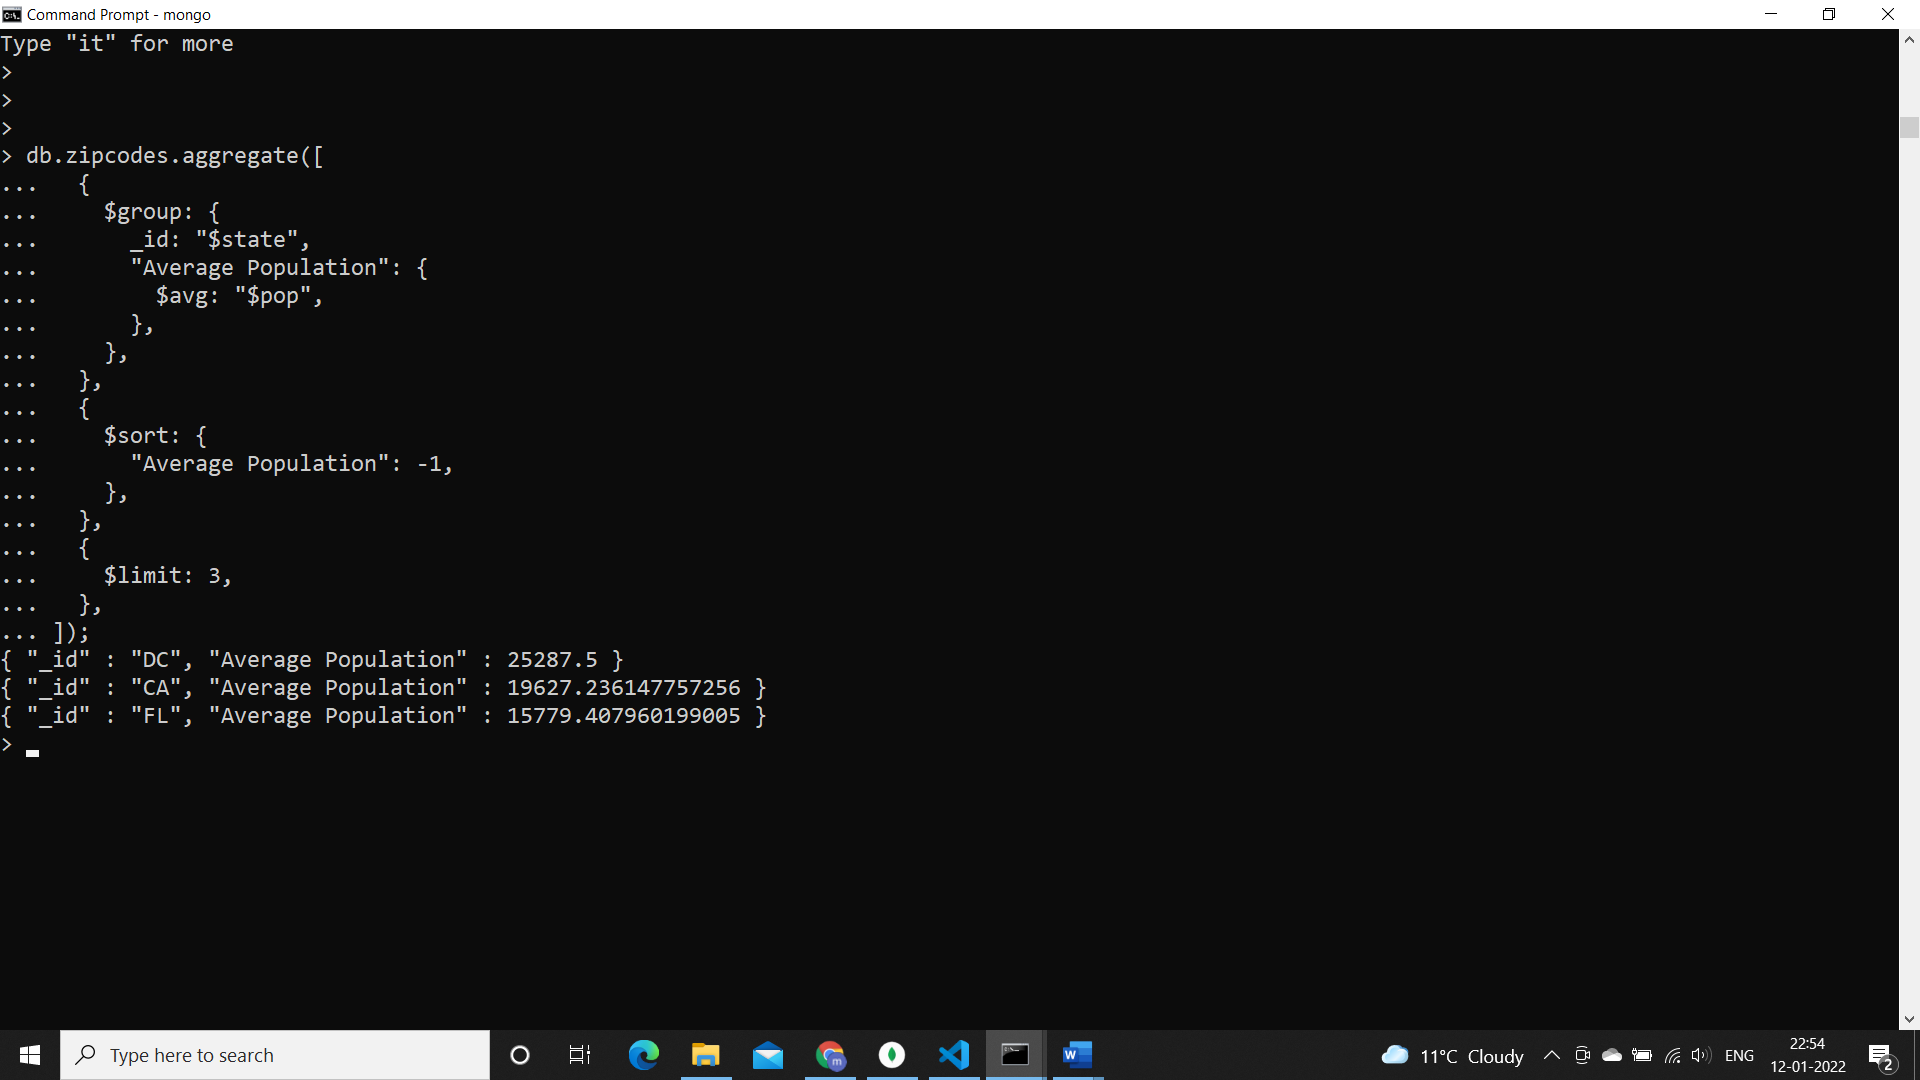 Command Prompt - mongo
Type "it" for more
>
>
>
> db.zipcodes.aggregate([
...   {
...     $group: {
...       _id: "$state",
...       "Average Population": {
...         $avg: "$pop",
...       },
...     },
...   },
...   {
...     $sort: {
...       "Average Population": -1,
...     },
...   },
...   {
...     $limit: 3,
...   },
... ]);
{ "_id" : "DC", "Average Population" : 25287.5 }
{ "_id" : "CA", "Average Population" : 19627.236147757256 }
{ "_id" : "FL", "Average Population" : 15779.407960199005 }
>
Type here to search
11°C Cloudy
ENG
22:54
12-01-2022
2